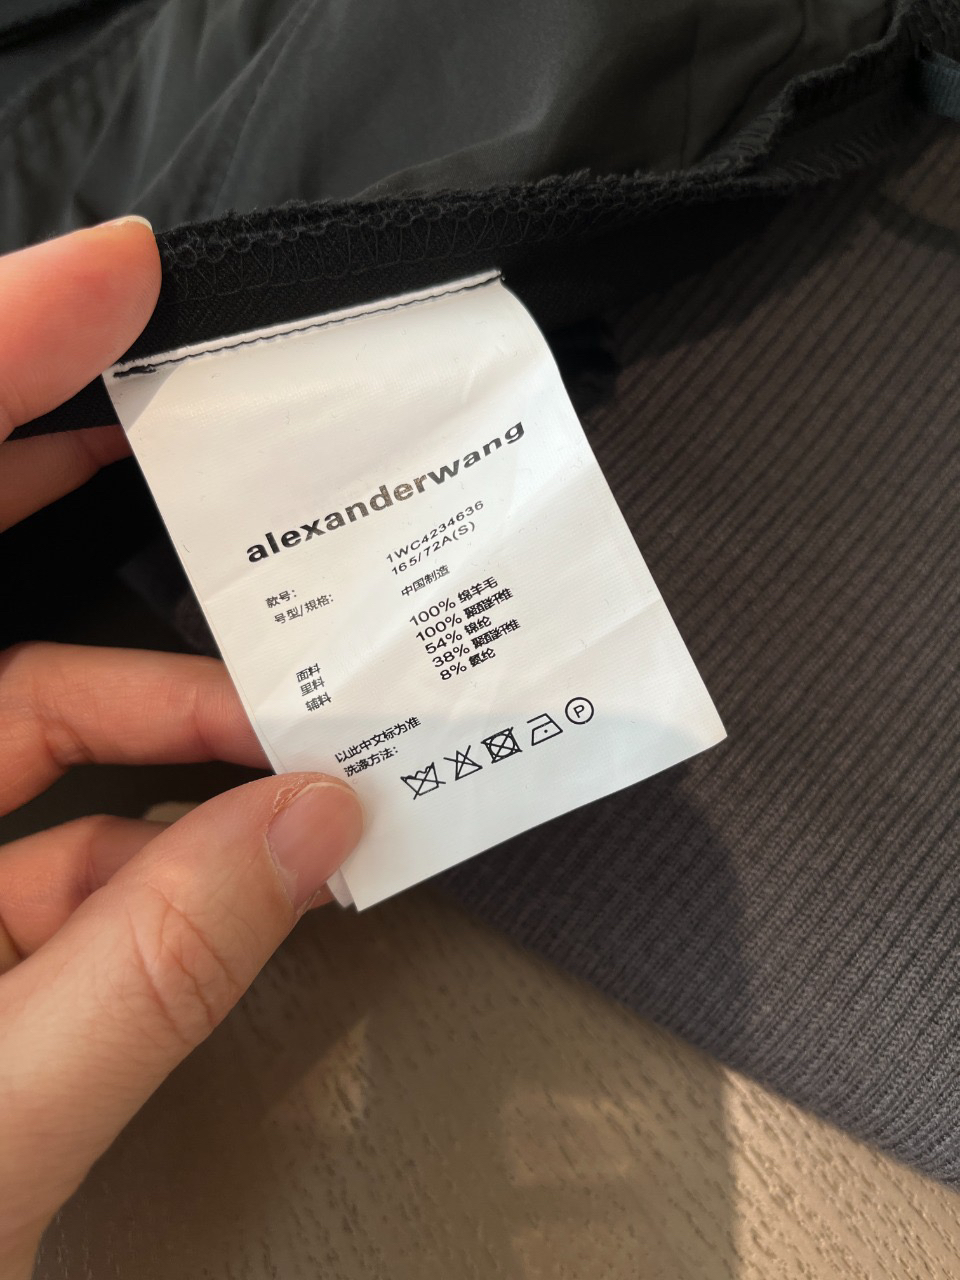 alexanderwang
款号: 1WC4234636
号型/规格: 165/72A(S)
中国制造
面料 100% 绵羊毛
里料 100% 聚酯纤维
辅料 54% 锦纶
38% 聚酯纤维
8% 氨纶
以此中文标为准
洗涤方法:
P